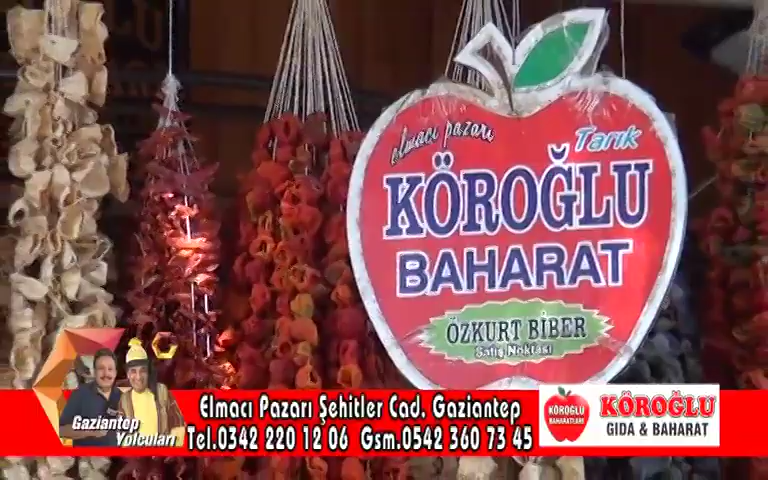 elmacı pazarı
Tarık
KÖROĞLU
BAHARAT
ÖZKURT BİBER
Satış Noktası
Elmacı Pazarı Şehitler Cad. Gaziantep
Tel.0342 220 12 06 Gsm.0542 360 73 45
Gaziantep
Yolcuları
KÖROĞLU
BAHARATLARI
KÖROĞLU
GIDA & BAHARAT